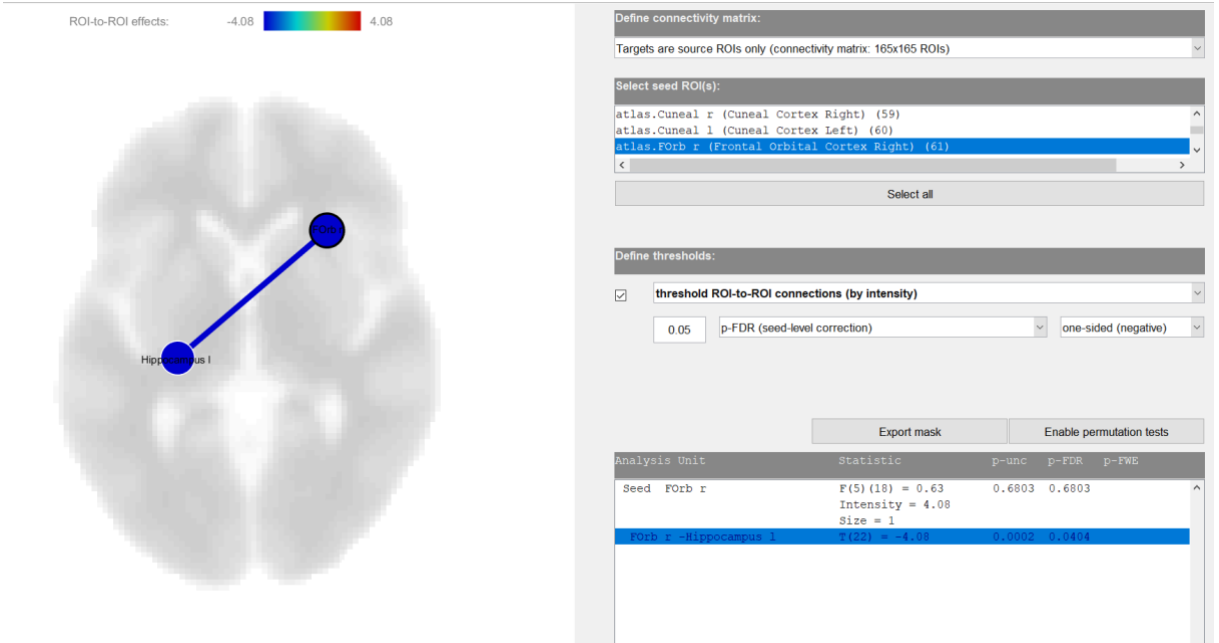 ROI-to-ROI effects: -4.08 4.08
FOrb r
Hippocampus l
Define connectivity matrix:
Targets are source ROIs only (connectivity matrix: 165x165 ROIs)
Select seed ROI(s):
atlas.Cuneal r (Cuneal Cortex Right) (59)
atlas.Cuneal l (Cuneal Cortex Left) (60)
atlas.FOrb r (Frontal Orbital Cortex Right) (61)
Select all
Define thresholds:
threshold ROI-to-ROI connections (by intensity)
0.05 p-FDR (seed-level correction) one-sided (negative)
Export mask Enable permutation tests
Analysis Unit Statistic p-unc p-FDR p-FWE
Seed FOrb r F(5)(18) = 0.63 0.6803 0.6803
Intensity = 4.08
Size = 1
FOrb r -Hippocampus l T(22) = -4.08 0.0002 0.0404